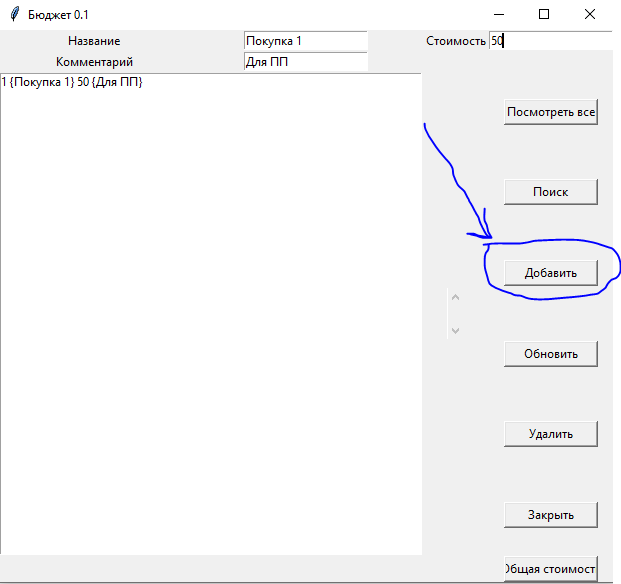 Бюджет 0.1
Название Покупка 1 Стоимость 50
Комментарий Для ПП
1 {Покупка 1} 50 {Для ПП}
Посмотреть все
Поиск
Добавить
Обновить
Удалить
Закрыть
Общая стоимост